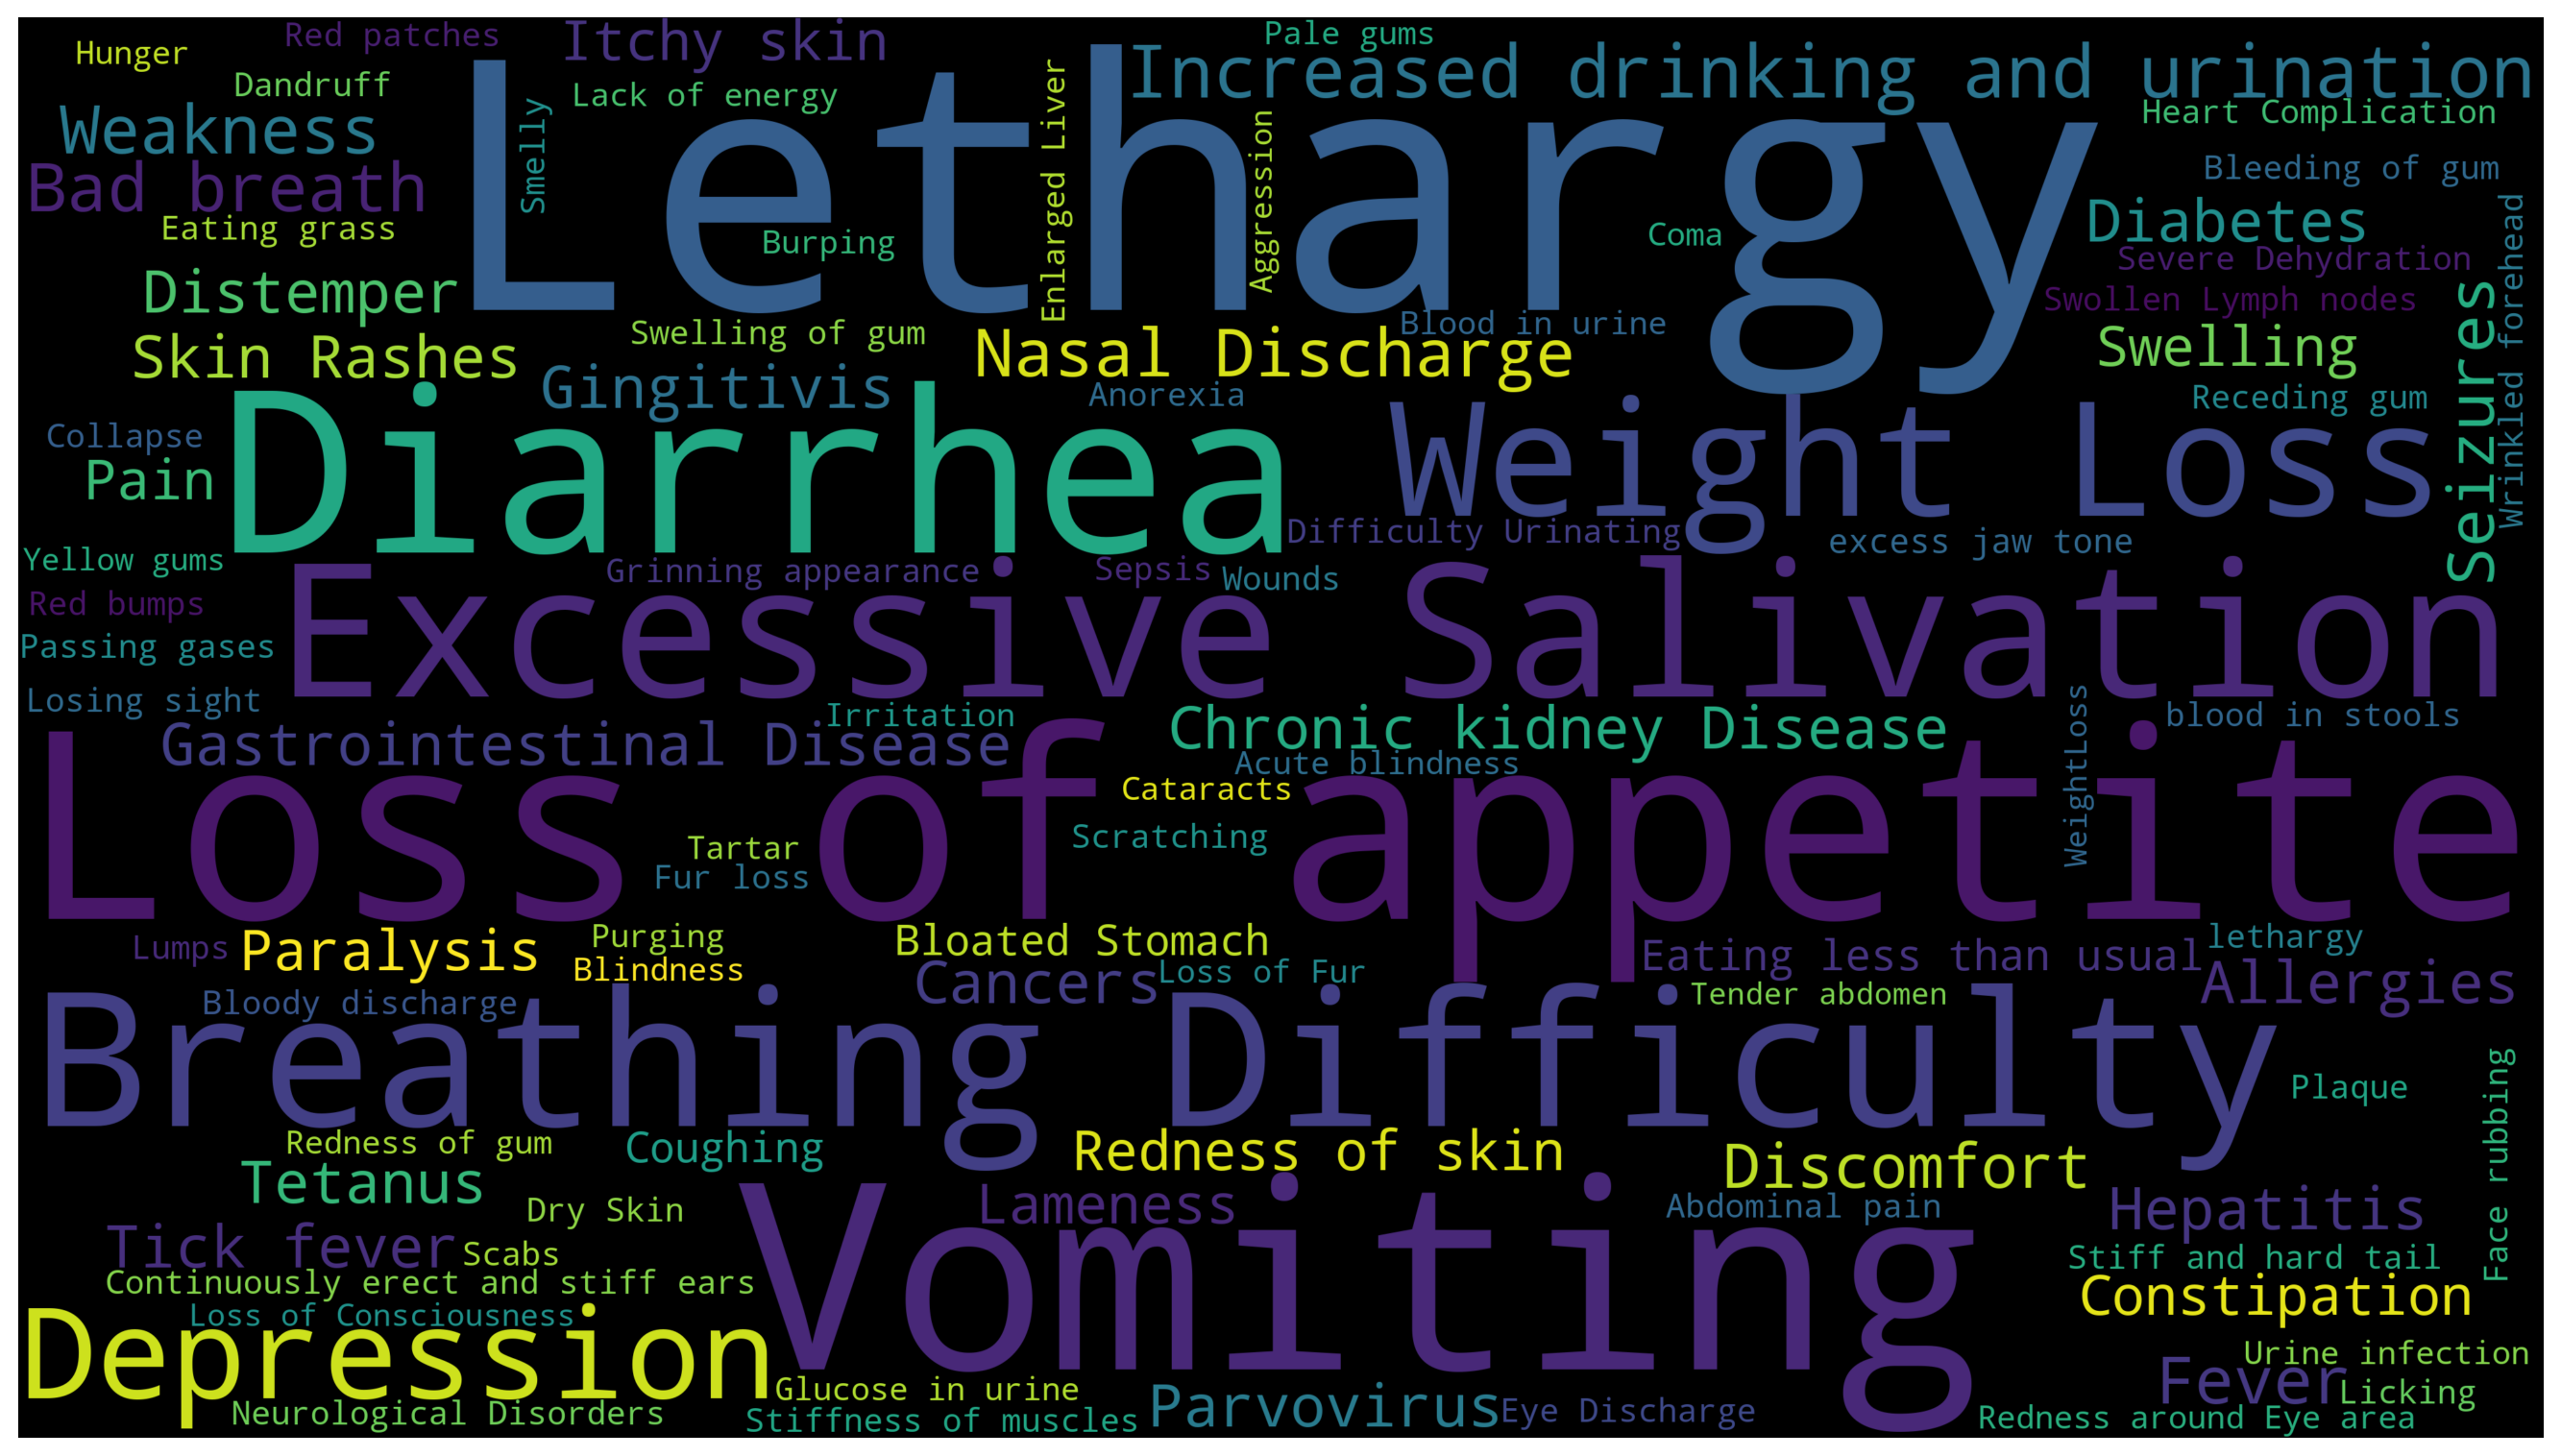 Hunger
Red patches
Itchy skin
Pale gums
Increased drinking and urination
Dandruff
Lack of energy
Smelly
Lethargy
Enlarged Liver
Aggression
Heart Complication
Weakness
Bad breath
Bleeding of gum
Eating grass
Burping
Coma
Diabetes
Wrinkled forehead
Severe Dehydration
Distemper
Swollen Lymph nodes
Skin Rashes
Swelling of gum
Nasal Discharge
Blood in urine
Swelling
Seizures
Gingitivis
Anorexia
Receding gum
Collapse
Diarrhea
Weight Loss
Pain
Difficulty Urinating
excess jaw tone
Yellow gums
Grinning appearance
Sepsis
Wounds
Red bumps
Excessive Salivation
Passing gases
Losing sight
Irritation
Chronic kidney Disease
WeightLoss
blood in stools
Gastrointestinal Disease
Acute blindness
Cataracts
Loss of appetite
Tartar
Scratching
Fur loss
Lumps
Paralysis
Purging
Blindness
Bloated Stomach
Eating less than usual
lethargy
Cancers
Loss of Fur
Allergies
Bloody discharge
Tender abdomen
Breathing Difficulty
Plaque
Face rubbing
Redness of gum
Coughing
Redness of skin
Discomfort
Tetanus
Dry Skin
Lameness
Abdominal pain
Hepatitis
Tick fever
Scabs
Vomiting
Stiff and hard tail
Continuously erect and stiff ears
Constipation
Loss of Consciousness
Depression
Urine infection
Glucose in urine
Fever
Licking
Neurological Disorders
Stiffness of muscles
Parvovirus
Eye Discharge
Redness around Eye area